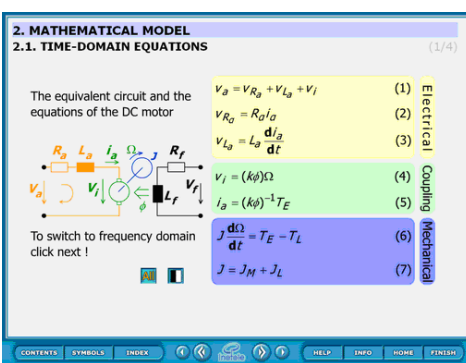 2. MATHEMATICAL MODEL
2.1. TIME-DOMAIN EQUATIONS (1/4)
The equivalent circuit and the
equations of the DC motor
Ra La ia Ω J Rf
Va Vi ϕ Lf Vf
To switch to frequency domain
click next !
All
va = vRa + vLa + vi (1)
vRa = Raia (2)
vLa = La dia/dt (3)
Electrical
vi = (kϕ)Ω (4)
ia = (kϕ)⁻¹TE (5)
Coupling
J dΩ/dt = TE − TL (6)
J = JM + JL (7)
Mechanical
CONTENTS SYMBOLS INDEX HELP INFO HOME FINISH